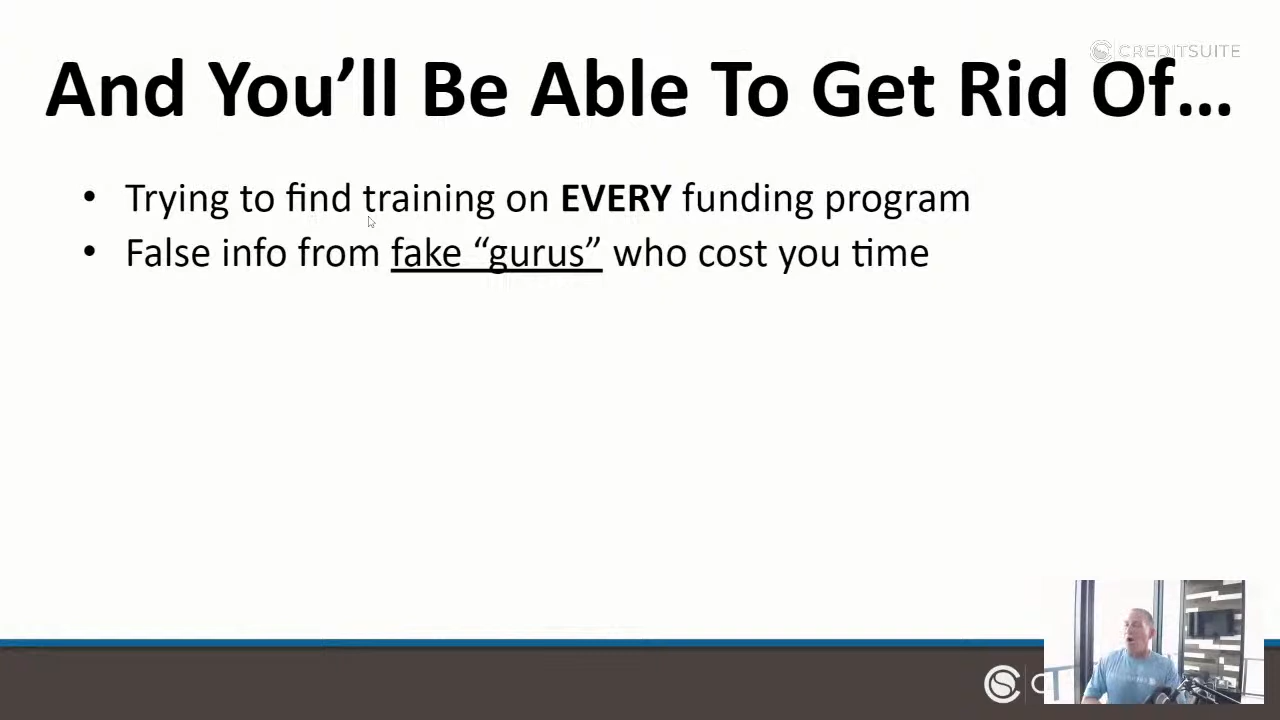 CREDITSUITE
And You’ll Be Able To Get Rid Of...
• Trying to find training on EVERY funding program
• False info from fake “gurus” who cost you time